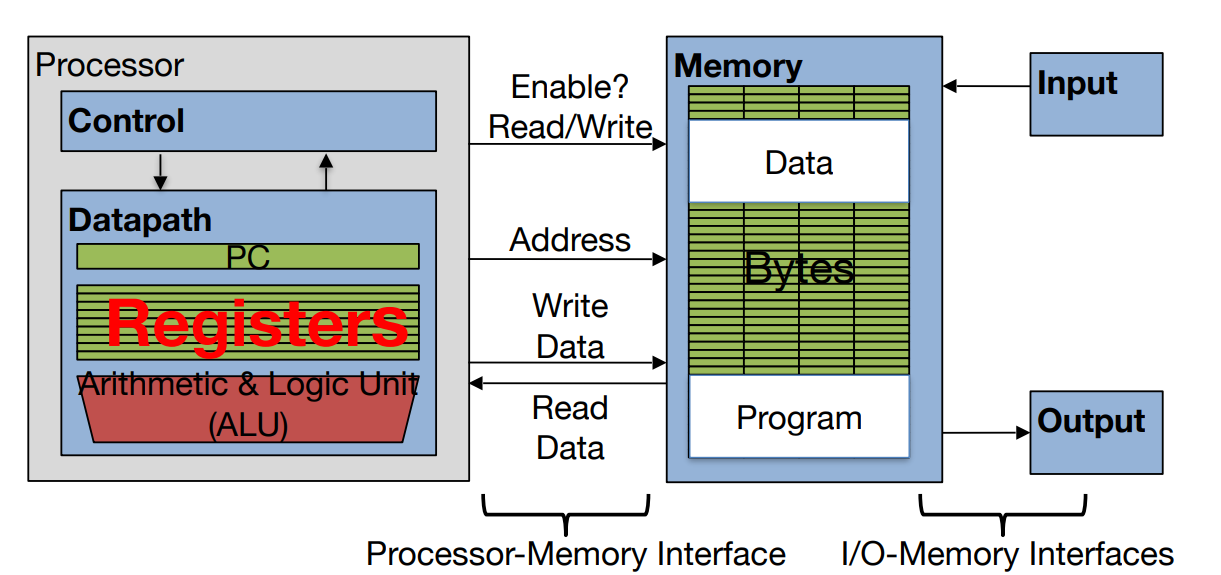 Processor
Control
Datapath
PC
Registers
Arithmetic & Logic Unit
(ALU)
Enable?
Read/Write
Address
Write
Data
Read
Data
Memory
Data
Bytes
Program
Input
Output
Processor-Memory Interface
I/O-Memory Interfaces